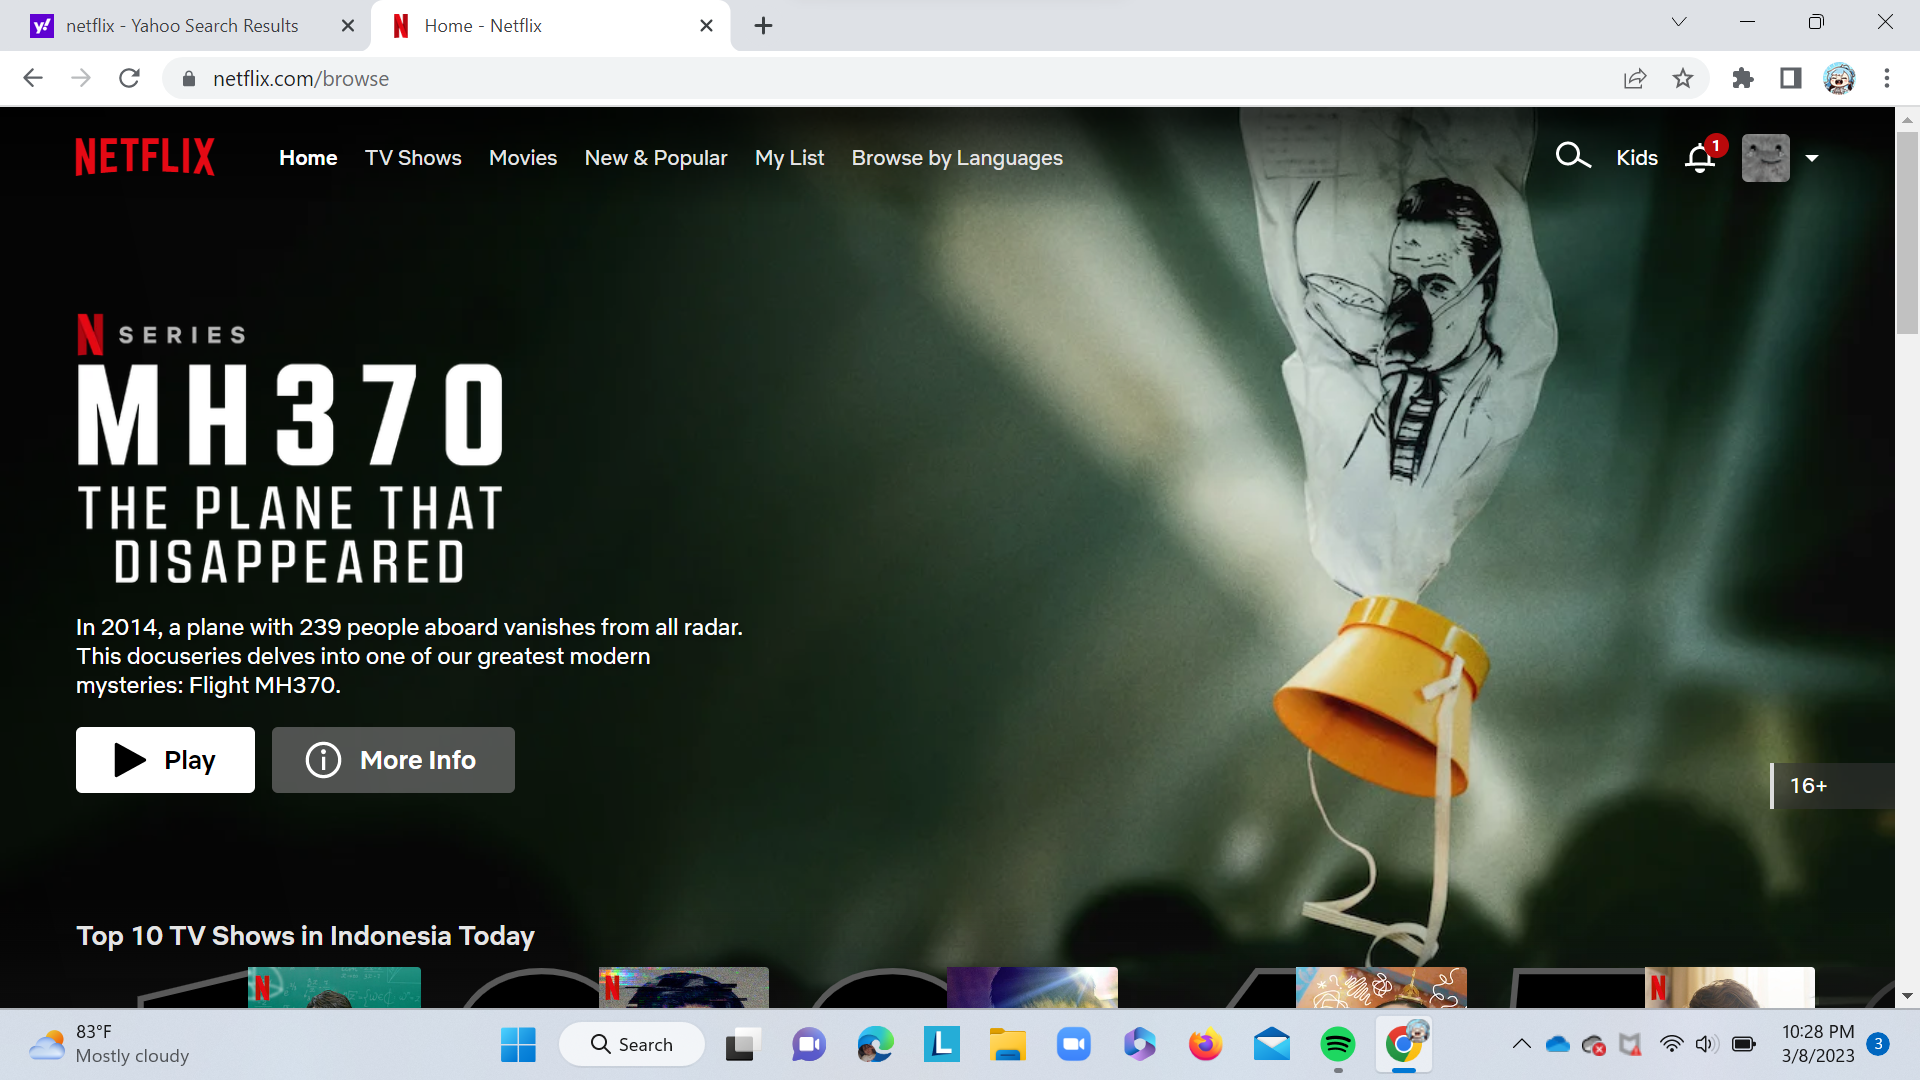 netflix - Yahoo Search Results
Home - Netflix
netflix.com/browse
NETFLIX
Home
TV Shows
Movies
New & Popular
My List
Browse by Languages
Kids
1
N SERIES
MH370
THE PLANE THAT
DISAPPEARED
In 2014, a plane with 239 people aboard vanishes from all radar.
This docuseries delves into one of our greatest modern
mysteries: Flight MH370.
Play
More Info
16+
Top 10 TV Shows in Indonesia Today
83°F
Mostly cloudy
Search
10:28 PM
3/8/2023
3